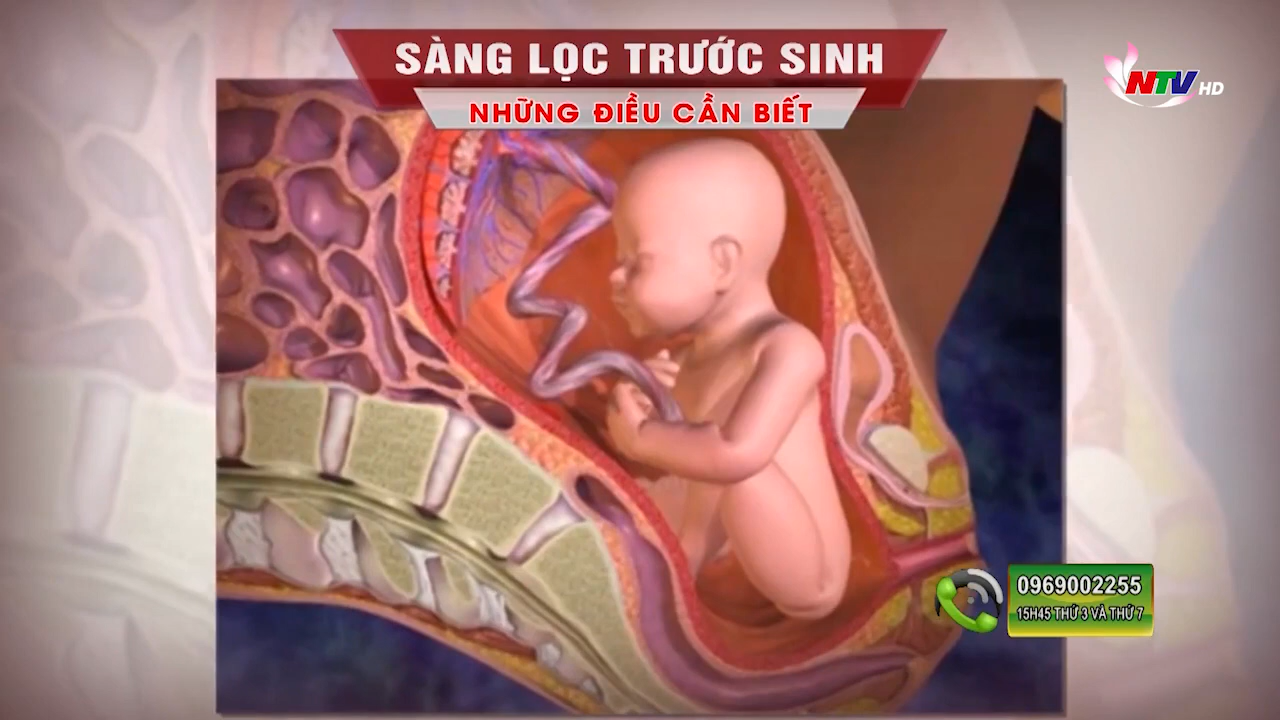 SÀNG LỌC TRƯỚC SINH
NTV HD
NHỮNG ĐIỀU CẦN BIẾT
0969002255
15H45 THỨ 3 VÀ THỨ 7